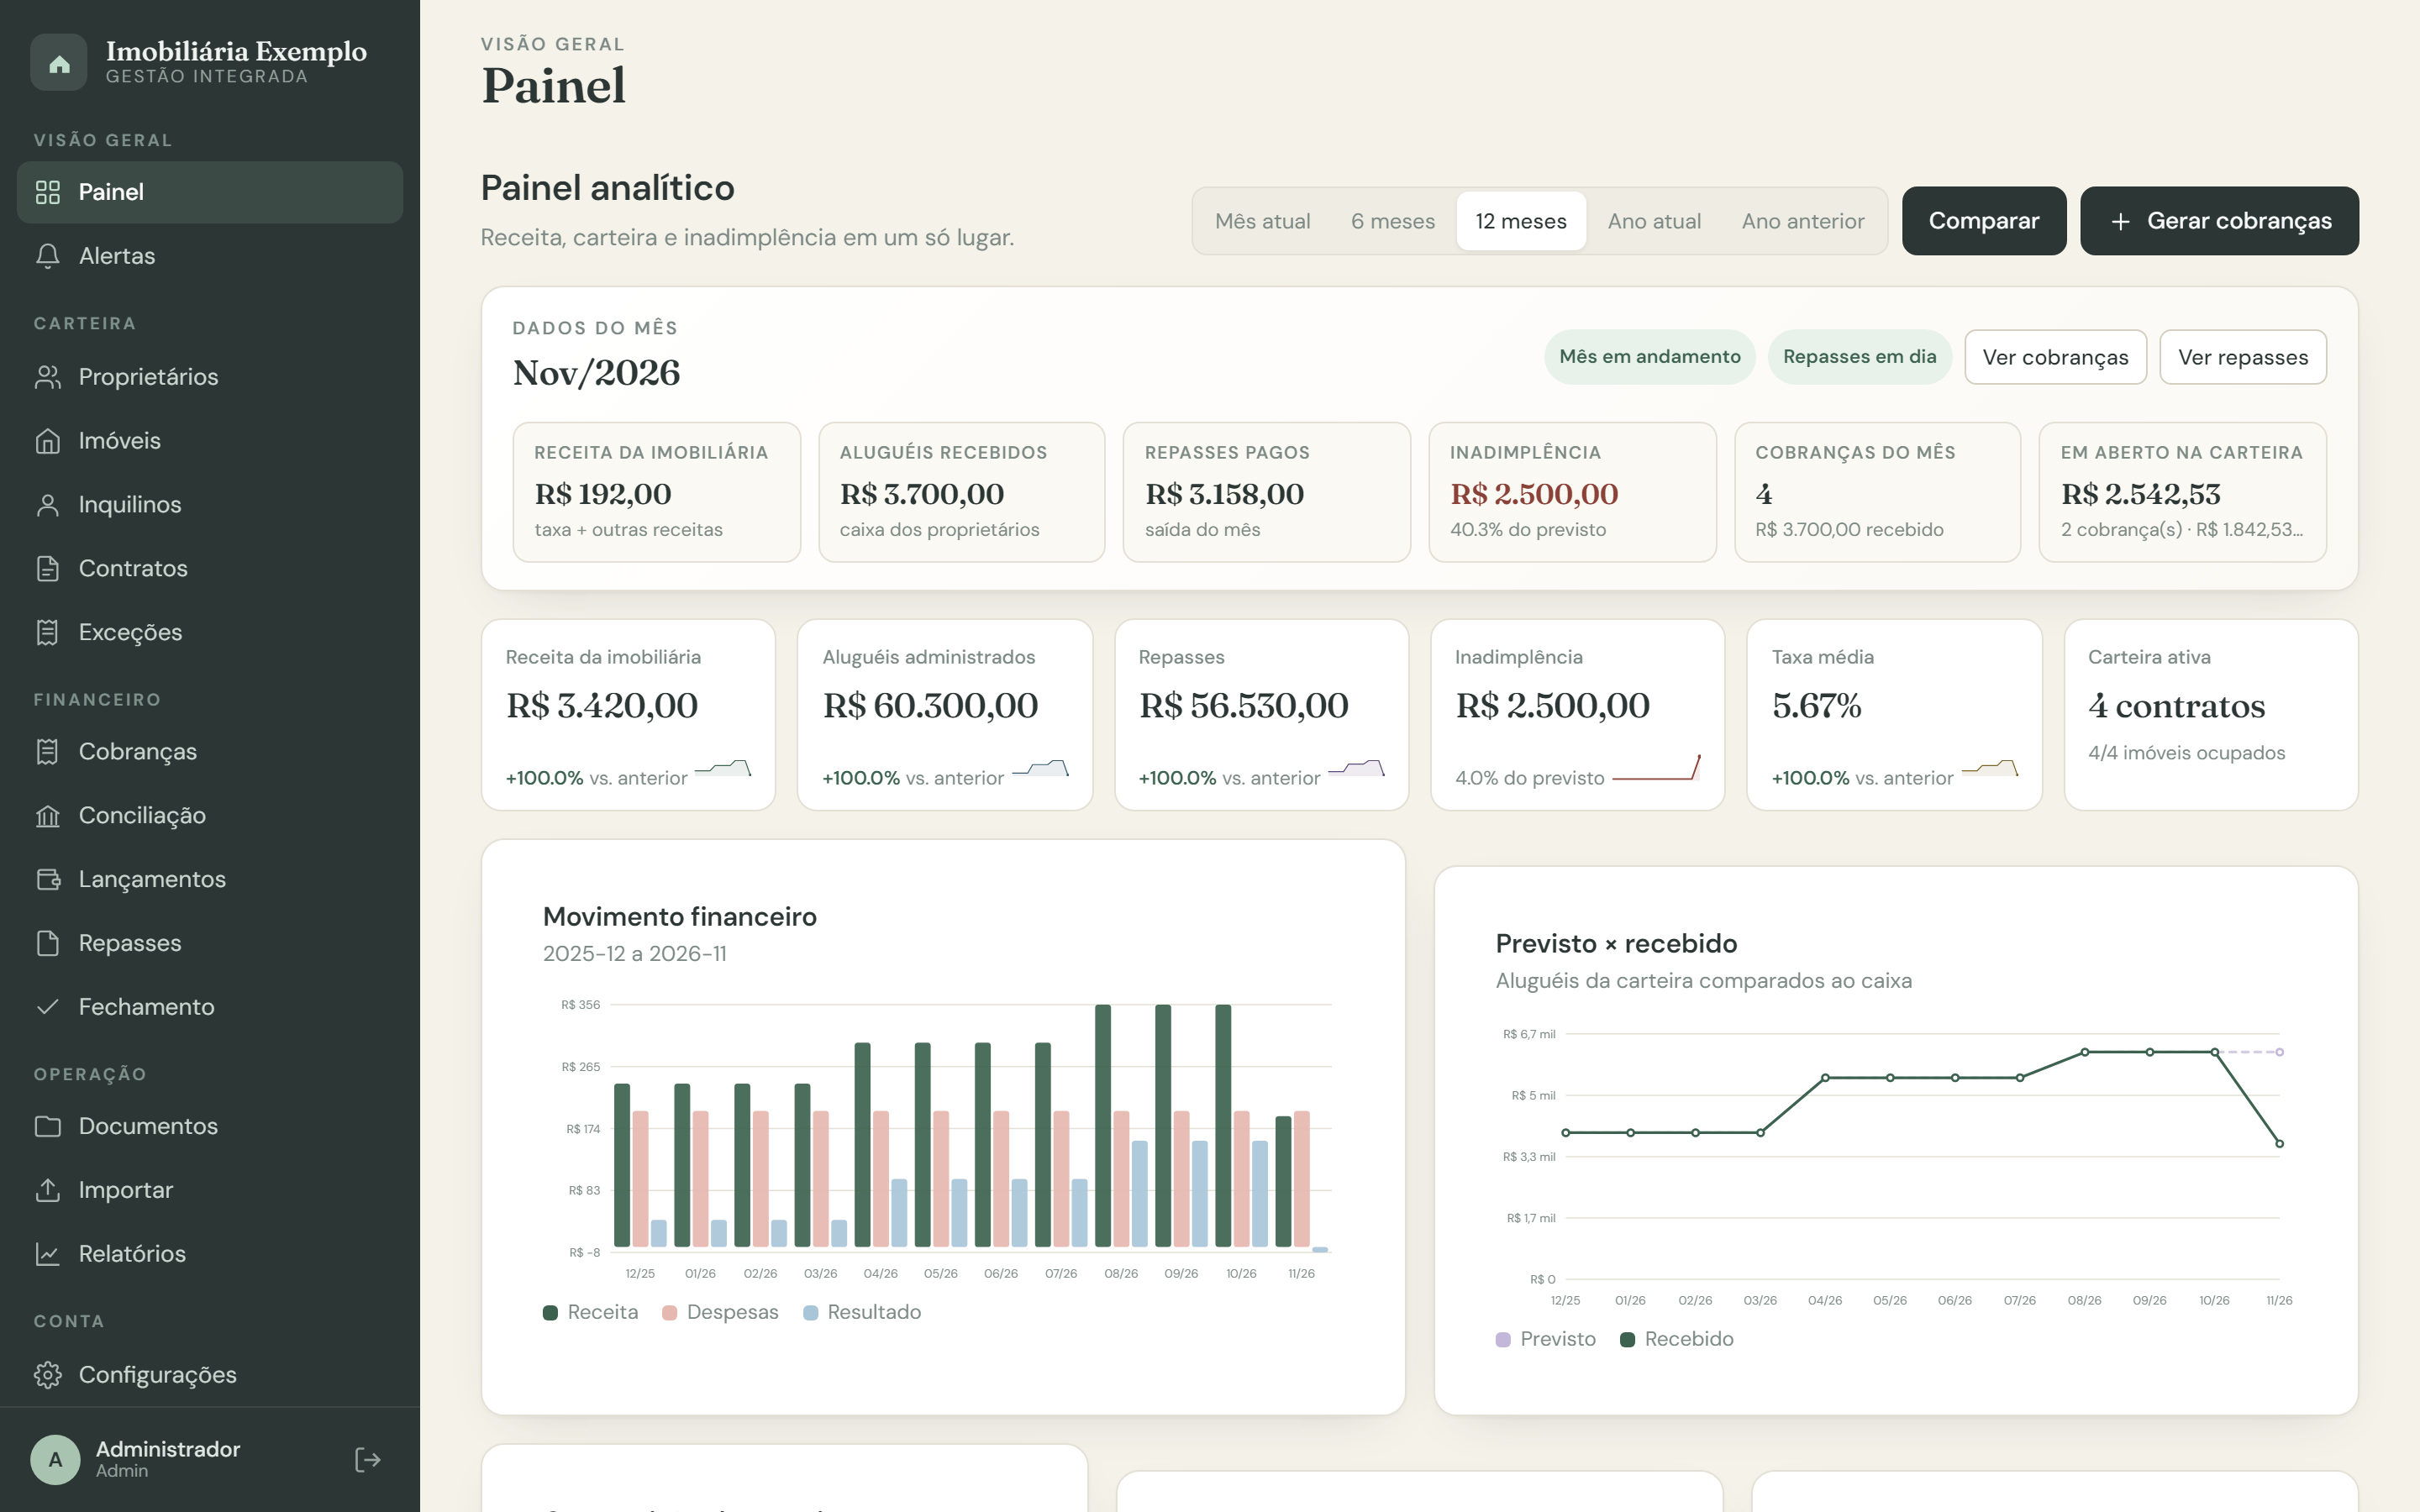 Imobiliária Exemplo
GESTÃO INTEGRADA
VISÃO GERAL
Painel
Alertas
CARTEIRA
Proprietários
Imóveis
Inquilinos
Contratos
Exceções
FINANCEIRO
Cobranças
Conciliação
Lançamentos
Repasses
Fechamento
OPERAÇÃO
Documentos
Importar
Relatórios
CONTA
Configurações
A
Administrador
Admin
VISÃO GERAL
Painel
Painel analítico
Receita, carteira e inadimplência em um só lugar.
Mês atual 6 meses 12 meses Ano atual Ano anterior Comparar + Gerar cobranças
DADOS DO MÊS
Nov/2026
Mês em andamento Repasses em dia Ver cobranças Ver repasses
RECEITA DA IMOBILIÁRIA
R$ 192,00
taxa + outras receitas
ALUGUÉIS RECEBIDOS
R$ 3.700,00
caixa dos proprietários
REPASSES PAGOS
R$ 3.158,00
saída do mês
INADIMPLÊNCIA
R$ 2.500,00
40.3% do previsto
COBRANÇAS DO MÊS
4
R$ 3.700,00 recebido
EM ABERTO NA CARTEIRA
R$ 2.542,53
2 cobrança(s) · R$ 1.842,53...
Receita da imobiliária
R$ 3.420,00
+100.0% vs. anterior
Aluguéis administrados
R$ 60.300,00
+100.0% vs. anterior
Repasses
R$ 56.530,00
+100.0% vs. anterior
Inadimplência
R$ 2.500,00
4.0% do previsto
Taxa média
5.67%
+100.0% vs. anterior
Carteira ativa
4 contratos
4/4 imóveis ocupados
Movimento financeiro
2025-12 a 2026-11
R$ 356
R$ 265
R$ 174
R$ 83
R$ -8
12/25 01/26 02/26 03/26 04/26 05/26 06/26 07/26 08/26 09/26 10/26 11/26
Receita Despesas Resultado
Previsto × recebido
Aluguéis da carteira comparados ao caixa
R$ 6,7 mil
R$ 5 mil
R$ 3,3 mil
R$ 1,7 mil
R$ 0
12/25 01/26 02/26 03/26 04/26 05/26 06/26 07/26 08/26 09/26 10/26 11/26
Previsto Recebido